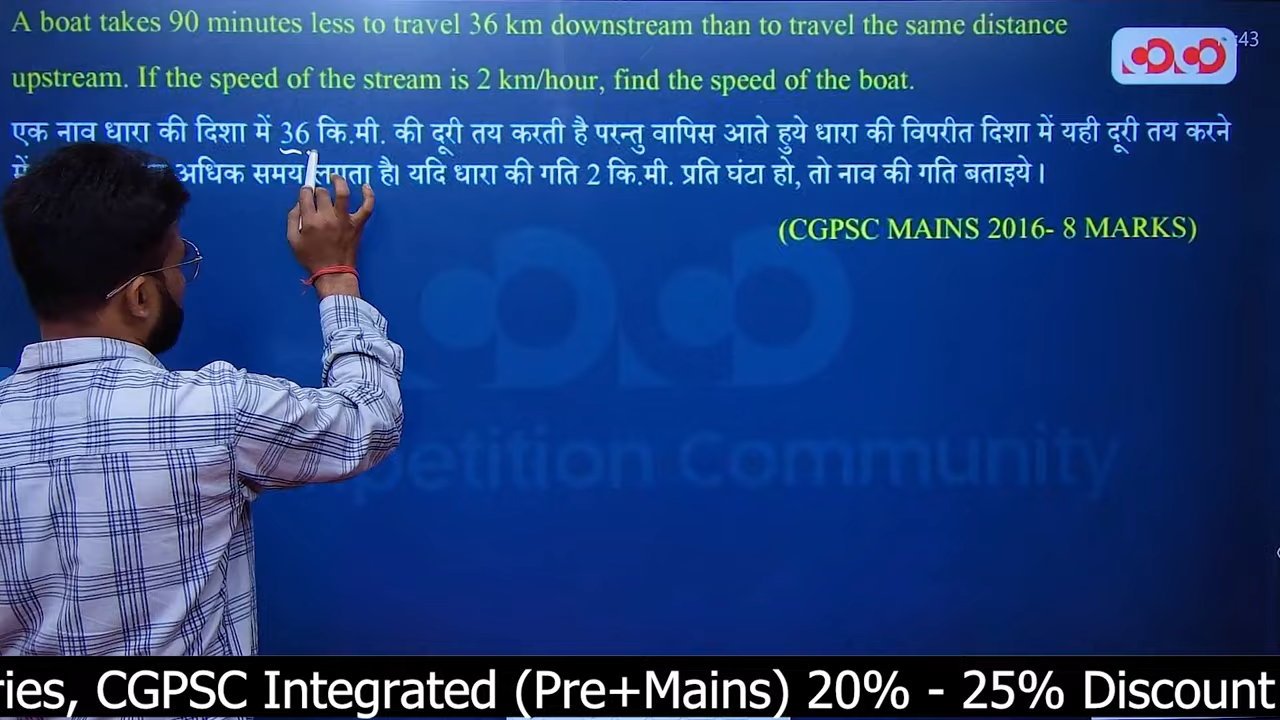 A boat takes 90 minutes less to travel 36 km downstream than to travel the same distance
:43
upstream. If the speed of the stream is 2 km/hour, find the speed of the boat.
एक नाव धारा की दिशा में 36 कि.मी. की दूरी तय करती है परन्तु वापिस आते हुये धारा की विपरीत दिशा में यही दूरी तय करने
में अधिक समय लगता है। यदि धारा की गति 2 कि.मी. प्रति घंटा हो, तो नाव की गति बताइये।
(CGPSC MAINS 2016- 8 MARKS)
petition Community
ries, CGPSC Integrated (Pre+Mains) 20% - 25% Discount